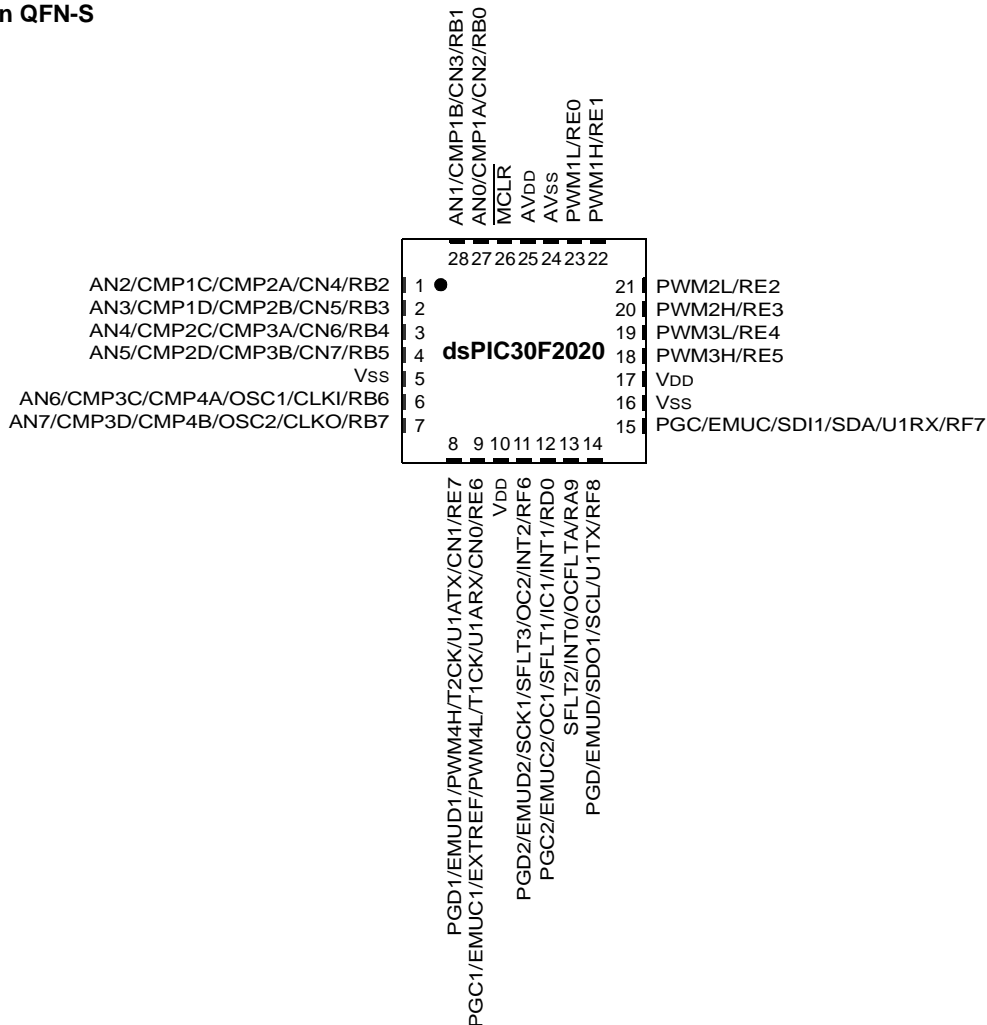 n QFN-S
AN1/CMP1B/CN3/RB1
AN0/CMP1A/CN2/RB0
MCLR
AVDD
AVSS
PWM1L/RE0
PWM1H/RE1
28 27 26 25 24 23 22
AN2/CMP1C/CMP2A/CN4/RB2 1
AN3/CMP1D/CMP2B/CN5/RB3 2
AN4/CMP2C/CMP3A/CN6/RB4 3
AN5/CMP2D/CMP3B/CN7/RB5 4
VSS 5
AN6/CMP3C/CMP4A/OSC1/CLKI/RB6 6
AN7/CMP3D/CMP4B/OSC2/CLKO/RB7 7
dsPIC30F2020
21 PWM2L/RE2
20 PWM2H/RE3
19 PWM3L/RE4
18 PWM3H/RE5
17 VDD
16 VSS
15 PGC/EMUC/SDI1/SDA/U1RX/RF7
8 9 10 11 12 13 14
PGD1/EMUD1/PWM4H/T2CK/U1ATX/CN1/RE7
PGC1/EMUC1/EXTREF/PWM4L/T1CK/U1ARX/CN0/RE6
VDD
PGD2/EMUD2/SCK1/SFLT3/OC2/INT2/RF6
PGC2/EMUC2/OC1/SFLT1/IC1/INT1/RD0
SFLT2/INT0/OCFLTA/RA9
PGD/EMUD/SDO1/SCL/U1TX/RF8